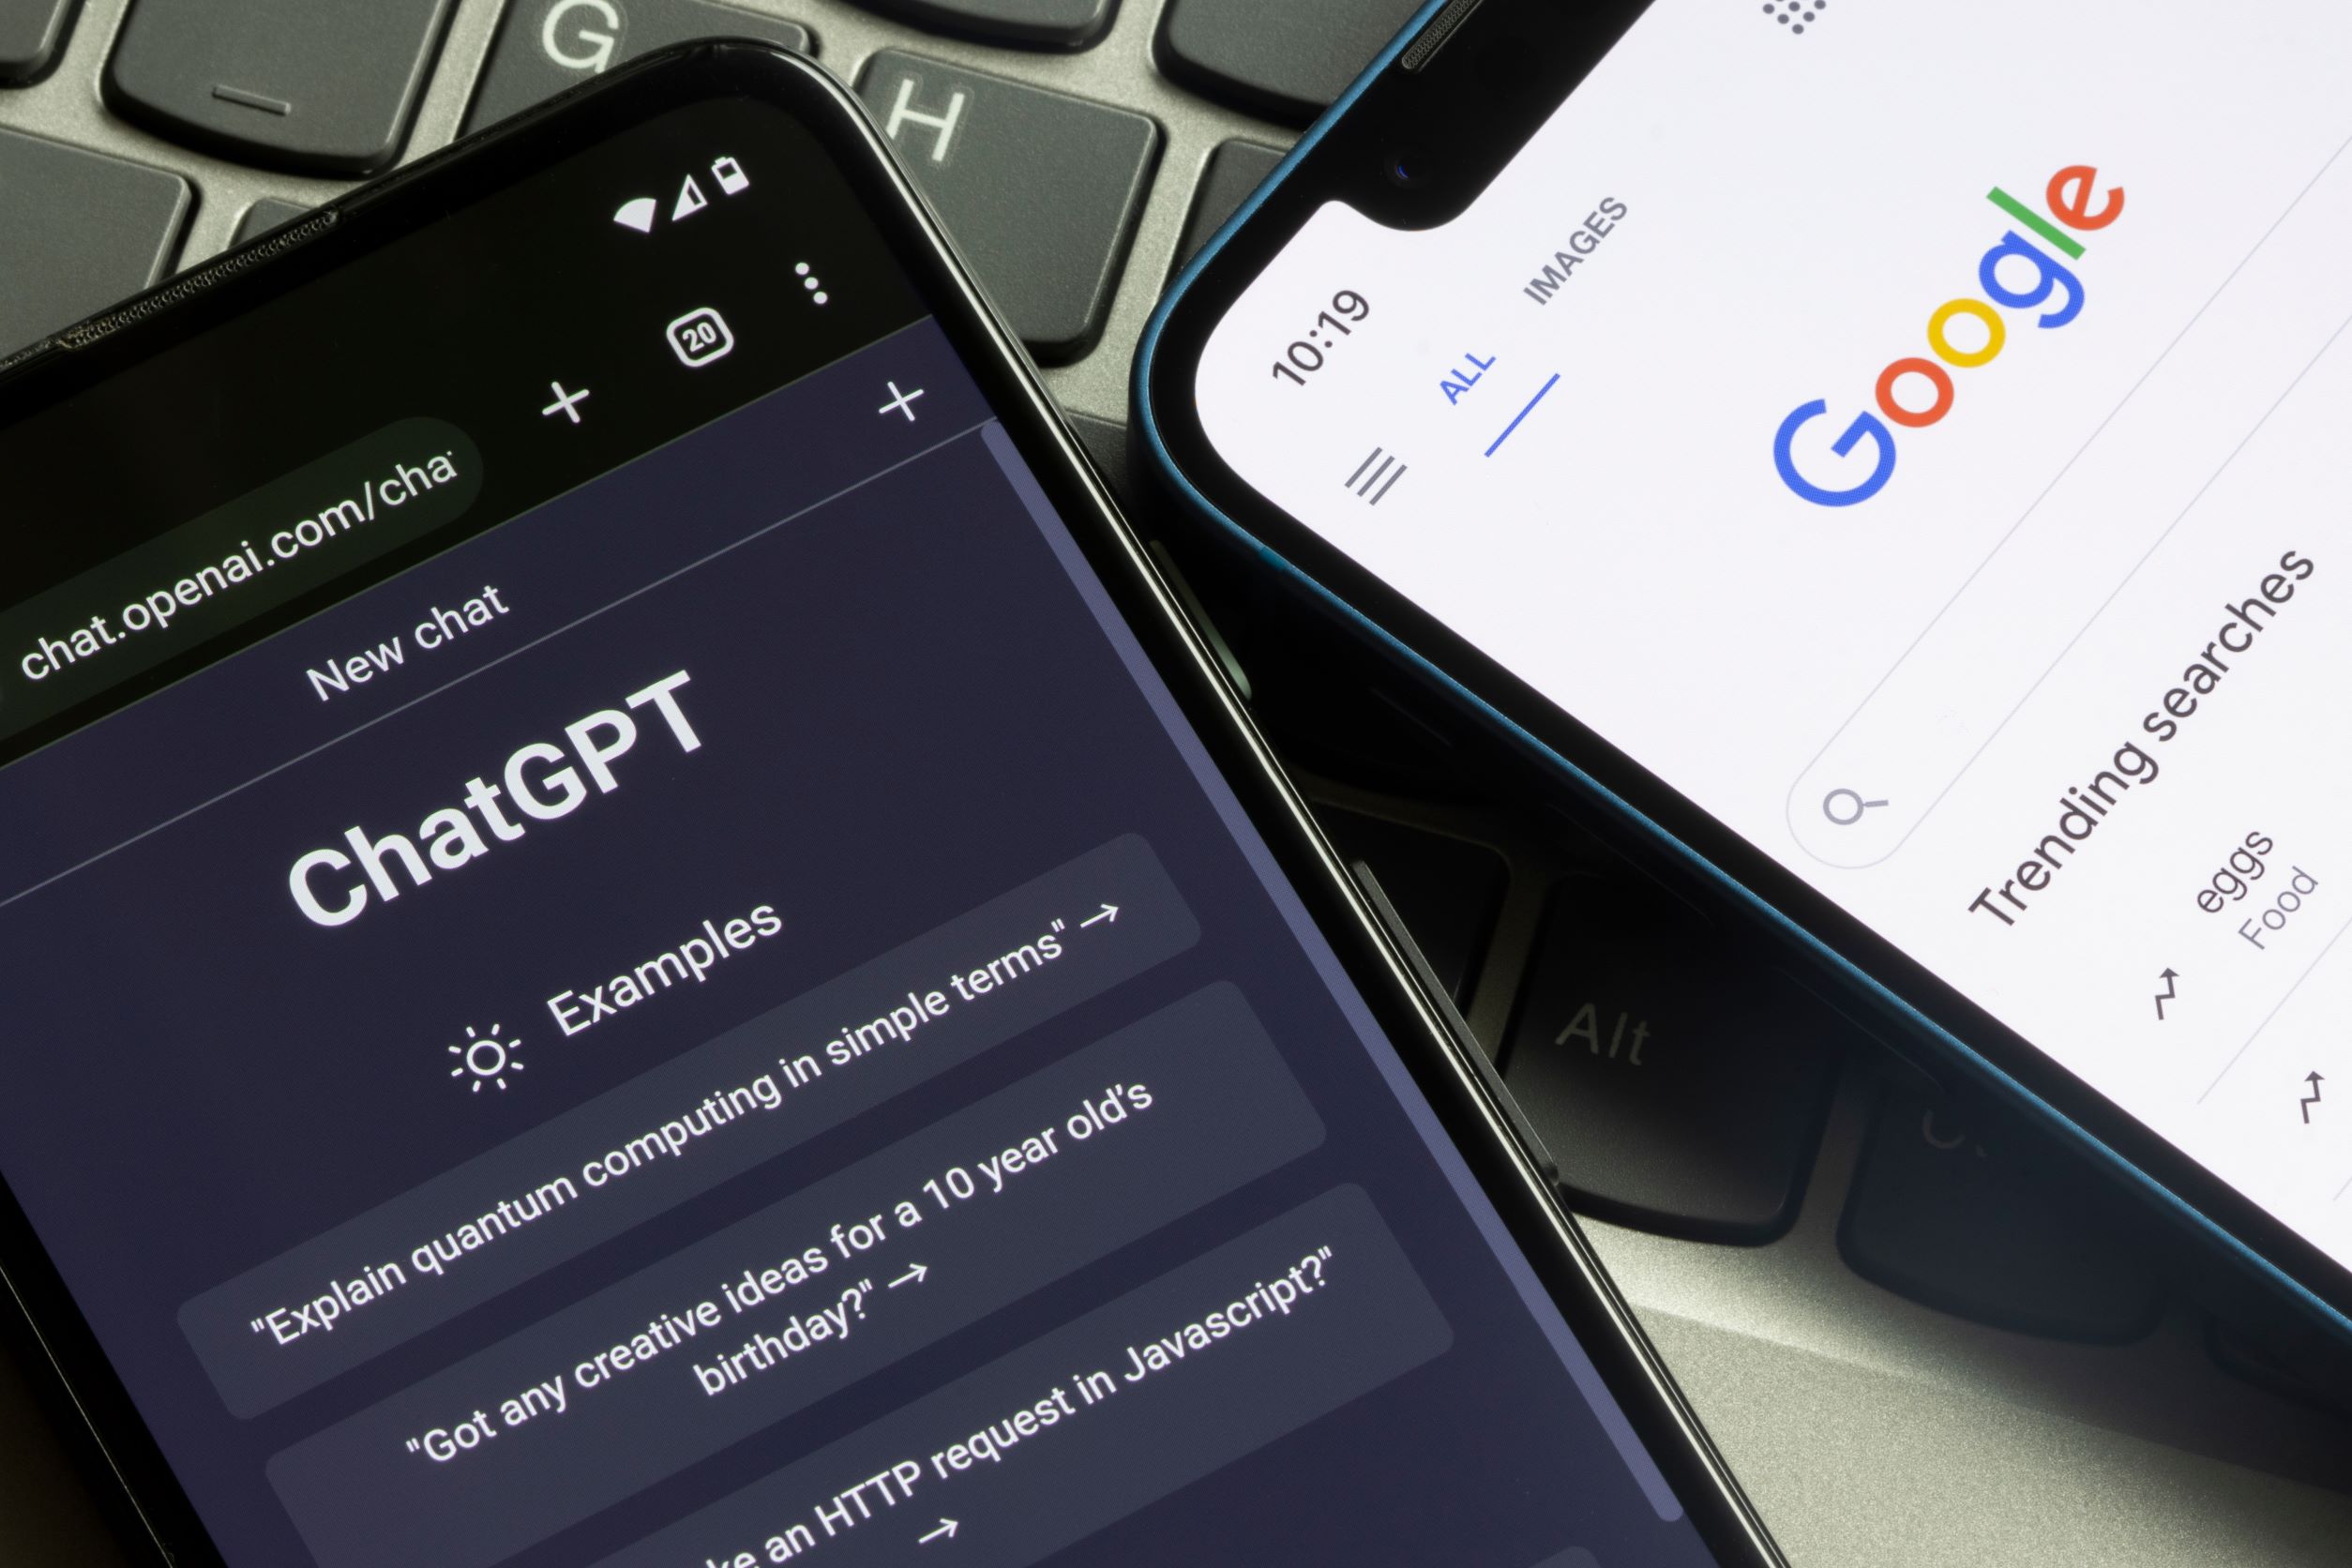 G
H
20
chat.openai.com/cha
New chat
ChatGPT
Examples
"Explain quantum computing in simple terms" →
"Got any creative ideas for a 10 year old's
birthday?" →
an HTTP request in Javascript?"
→
10:19
ALL
IMAGES
Google
Trending searches
eggs
Food
Alt